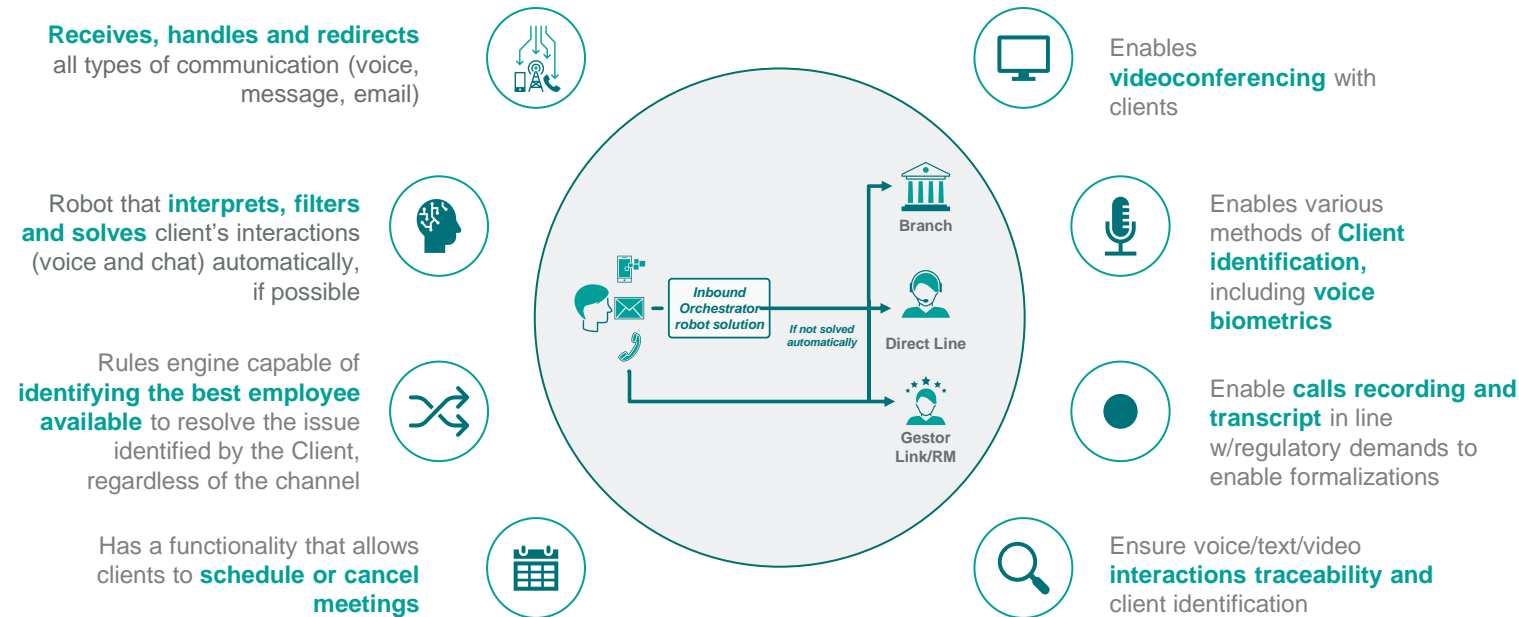 Receives, handles and redirects
all types of communication (voice,
message, email)
Robot that interprets, filters
and solves client's interactions
(voice and chat) automatically,
if possible
Rules engine capable of
identifying the best employee
available to resolve the issue
identified by the Client,
regardless of the channel
Has a functionality that allows
clients to schedule or cancel
meetings
Inbound
Orchestrator
robot solution
If not solved
automatically
Branch
Direct Line
Gestor
Link/RM
Enables
videoconferencing with
clients
Enables various
methods of Client
identification,
including voice
biometrics
Enable calls recording and
transcript in line
w/regulatory demands to
enable formalizations
Ensure voice/text/video
interactions traceability and
client identification